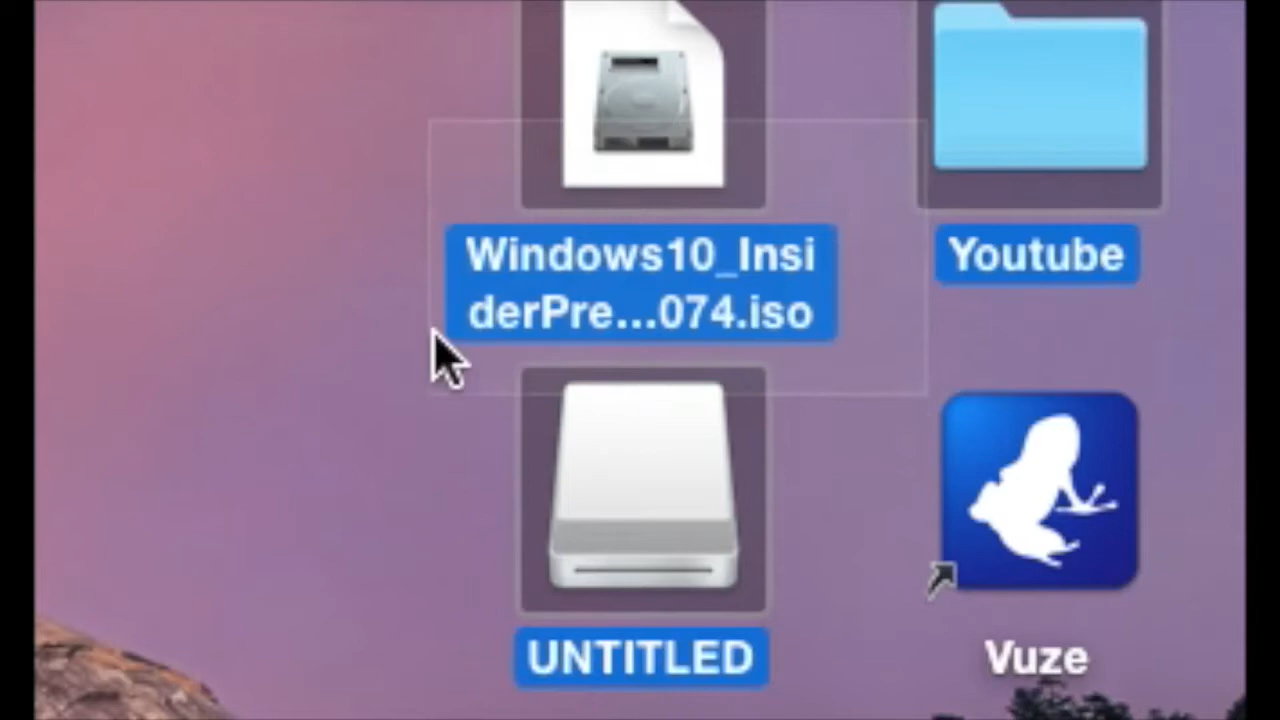 Windows10_Insi
derPre...074.iso
Youtube
UNTITLED
Vuze